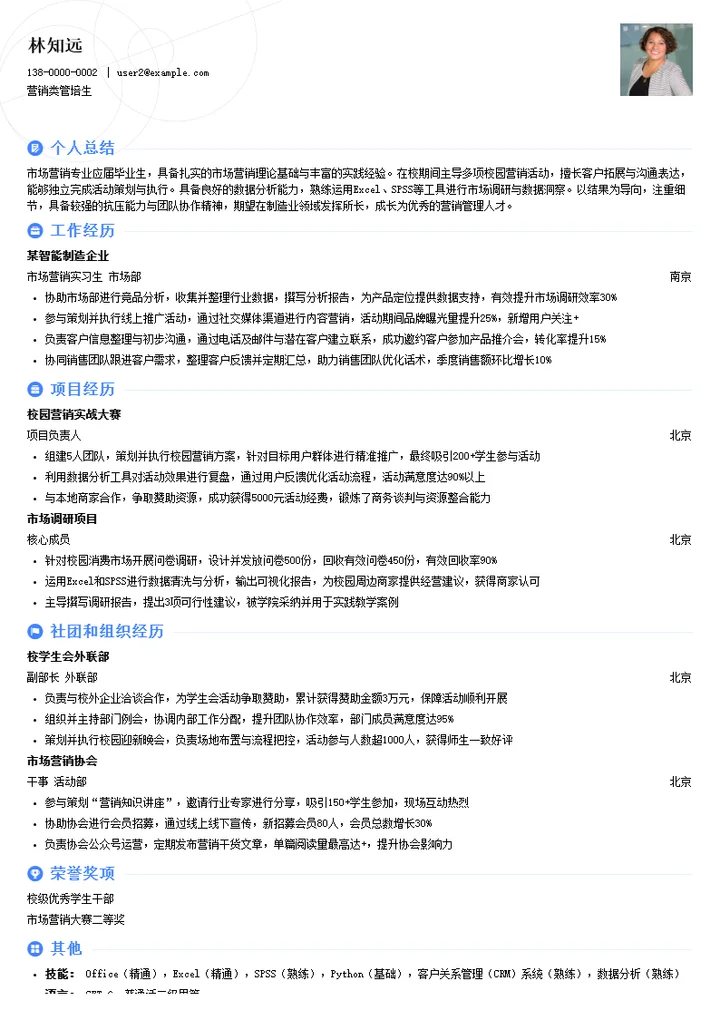 林知远
138-0000-0002 | user2@example.com
营销类管培生
个人总结
市场营销专业应届毕业生，具备扎实的市场营销理论基础与丰富的实践经验。在校期间主导多项校园营销活动，擅长客户拓展与沟通表达，
能够独立完成活动策划与执行。具备良好的数据分析能力，熟练运用Excel、SPSS等工具进行市场调研与数据洞察。以结果为导向，注重细
节，具备较强的抗压能力与团队协作精神，期望在制造业领域发挥所长，成长为优秀的营销管理人才。
工作经历
某智能制造企业
市场营销实习生 市场部 南京
• 协助市场部进行竞品分析，收集并整理行业数据，撰写分析报告，为产品定位提供数据支持，有效提升市场调研效率30%
• 参与策划并执行线上推广活动，通过社交媒体渠道进行内容营销，活动期间品牌曝光量提升25%，新增用户关注+
• 负责客户信息整理与初步沟通，通过电话及邮件与潜在客户建立联系，成功邀约客户参加产品推介会，转化率提升15%
• 协同销售团队跟进客户需求，整理客户反馈并定期汇总，助力销售团队优化话术，季度销售额环比增长10%
项目经历
校园营销实战大赛
项目负责人 北京
• 组建5人团队，策划并执行校园营销方案，针对目标用户群体进行精准推广，最终吸引200+学生参与活动
• 利用数据分析工具对活动效果进行复盘，通过用户反馈优化活动流程，活动满意度达90%以上
• 与本地商家合作，争取赞助资源，成功获得5000元活动经费，锻炼了商务谈判与资源整合能力
市场调研项目
核心成员 北京
• 针对校园消费市场开展问卷调研，设计并发放问卷500份，回收有效问卷450份，有效回收率90%
• 运用Excel和SPSS进行数据清洗与分析，输出可视化报告，为校园周边商家提供经营建议，获得商家认可
• 主导撰写调研报告，提出3项可行性建议，被学院采纳并用于实践教学案例
社团和组织经历
校学生会外联部
副部长 外联部 北京
• 负责与校外企业洽谈合作，为学生会活动争取赞助，累计获得赞助金额3万元，保障活动顺利开展
• 组织并主持部门例会，协调内部工作分配，提升团队协作效率，部门成员满意度达95%
• 策划并执行校园迎新晚会，负责场地布置与流程把控，活动参与人数超1000人，获得师生一致好评
市场营销协会
干事 活动部 北京
• 参与策划“营销知识讲座”，邀请行业专家进行分享，吸引150+学生参加，现场互动热烈
• 协助协会进行会员招募，通过线上线下宣传，新招募会员80人，会员总数增长30%
• 负责协会公众号运营，定期发布营销干货文章，单篇阅读量最高达+，提升协会影响力
荣誉奖项
校级优秀学生干部
市场营销大赛二等奖
其他
• 技能： Office（精通），Excel（精通），SPSS（熟练），Python（基础），客户关系管理（CRM）系统（熟练），数据分析（熟练）